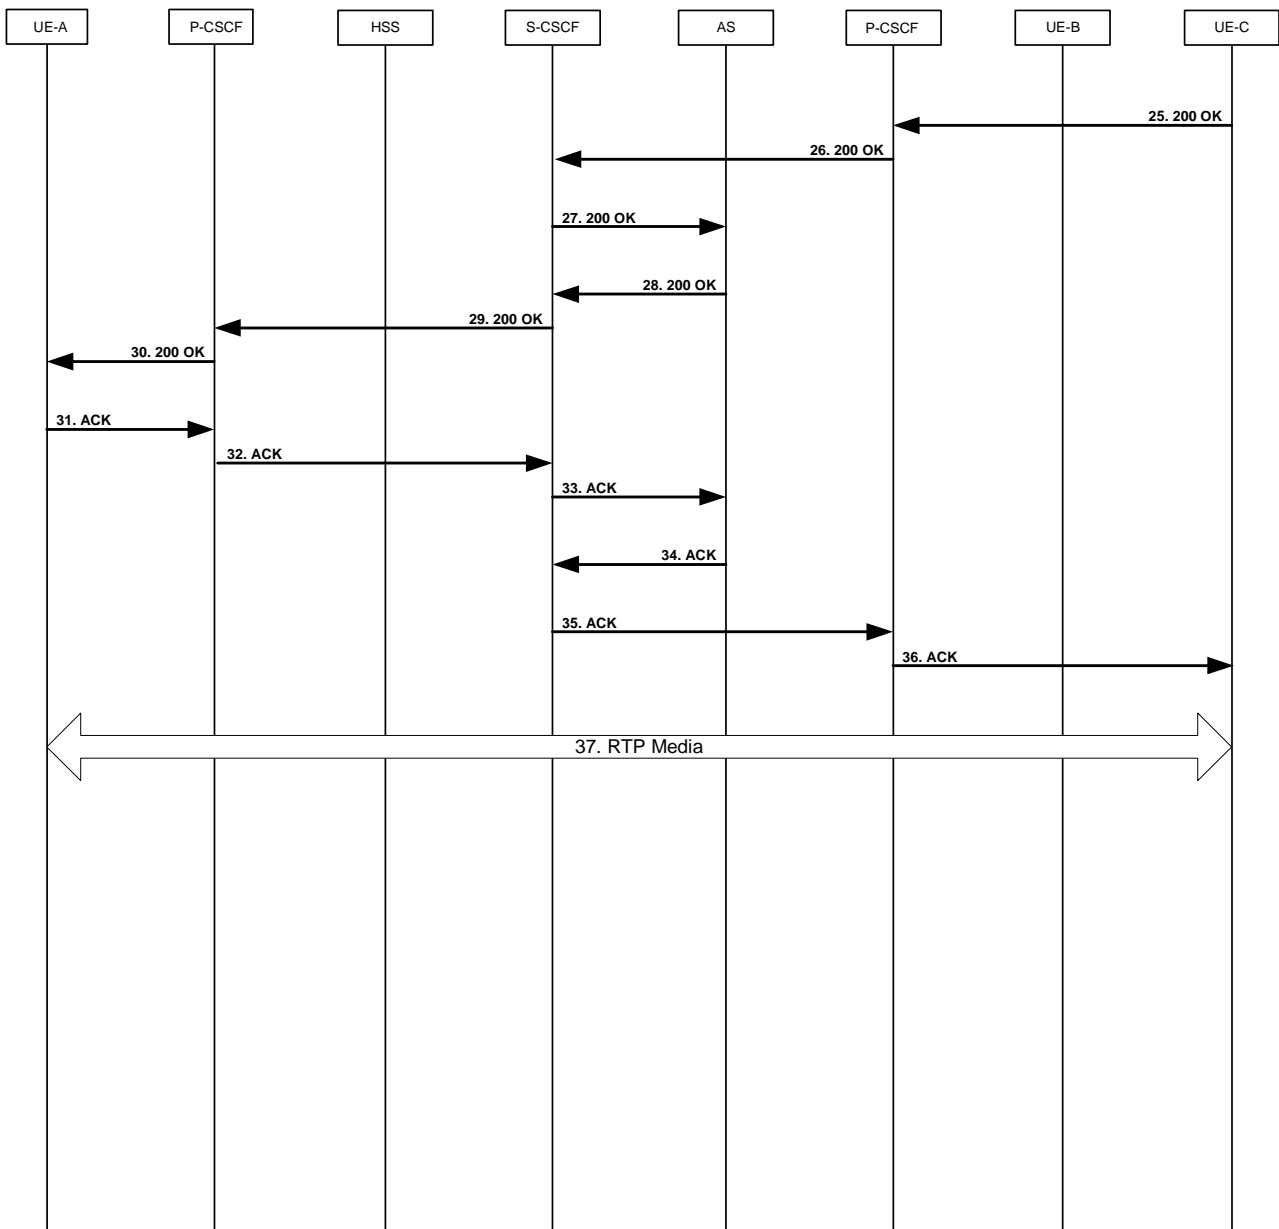 UE-A
P-CSCF
HSS
S-CSCF
AS
P-CSCF
UE-B
UE-C
25. 200 OK
26. 200 OK
27. 200 OK
28. 200 OK
29. 200 OK
30. 200 OK
31. ACK
32. ACK
33. ACK
34. ACK
35. ACK
36. ACK
37. RTP Media